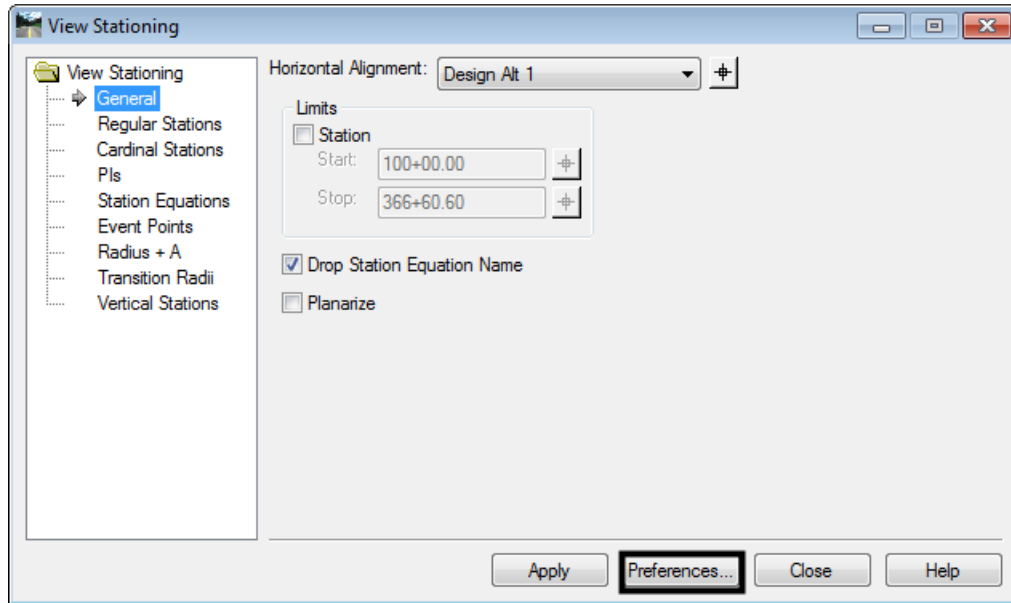 View Stationing
View Stationing
General
Regular Stations
Cardinal Stations
PIs
Station Equations
Event Points
Radius + A
Transition Radii
Vertical Stations
Horizontal Alignment: Design Alt 1
Limits
Station
Start: 100+00.00
Stop: 366+60.60
Drop Station Equation Name
Planarize
Apply Preferences... Close Help